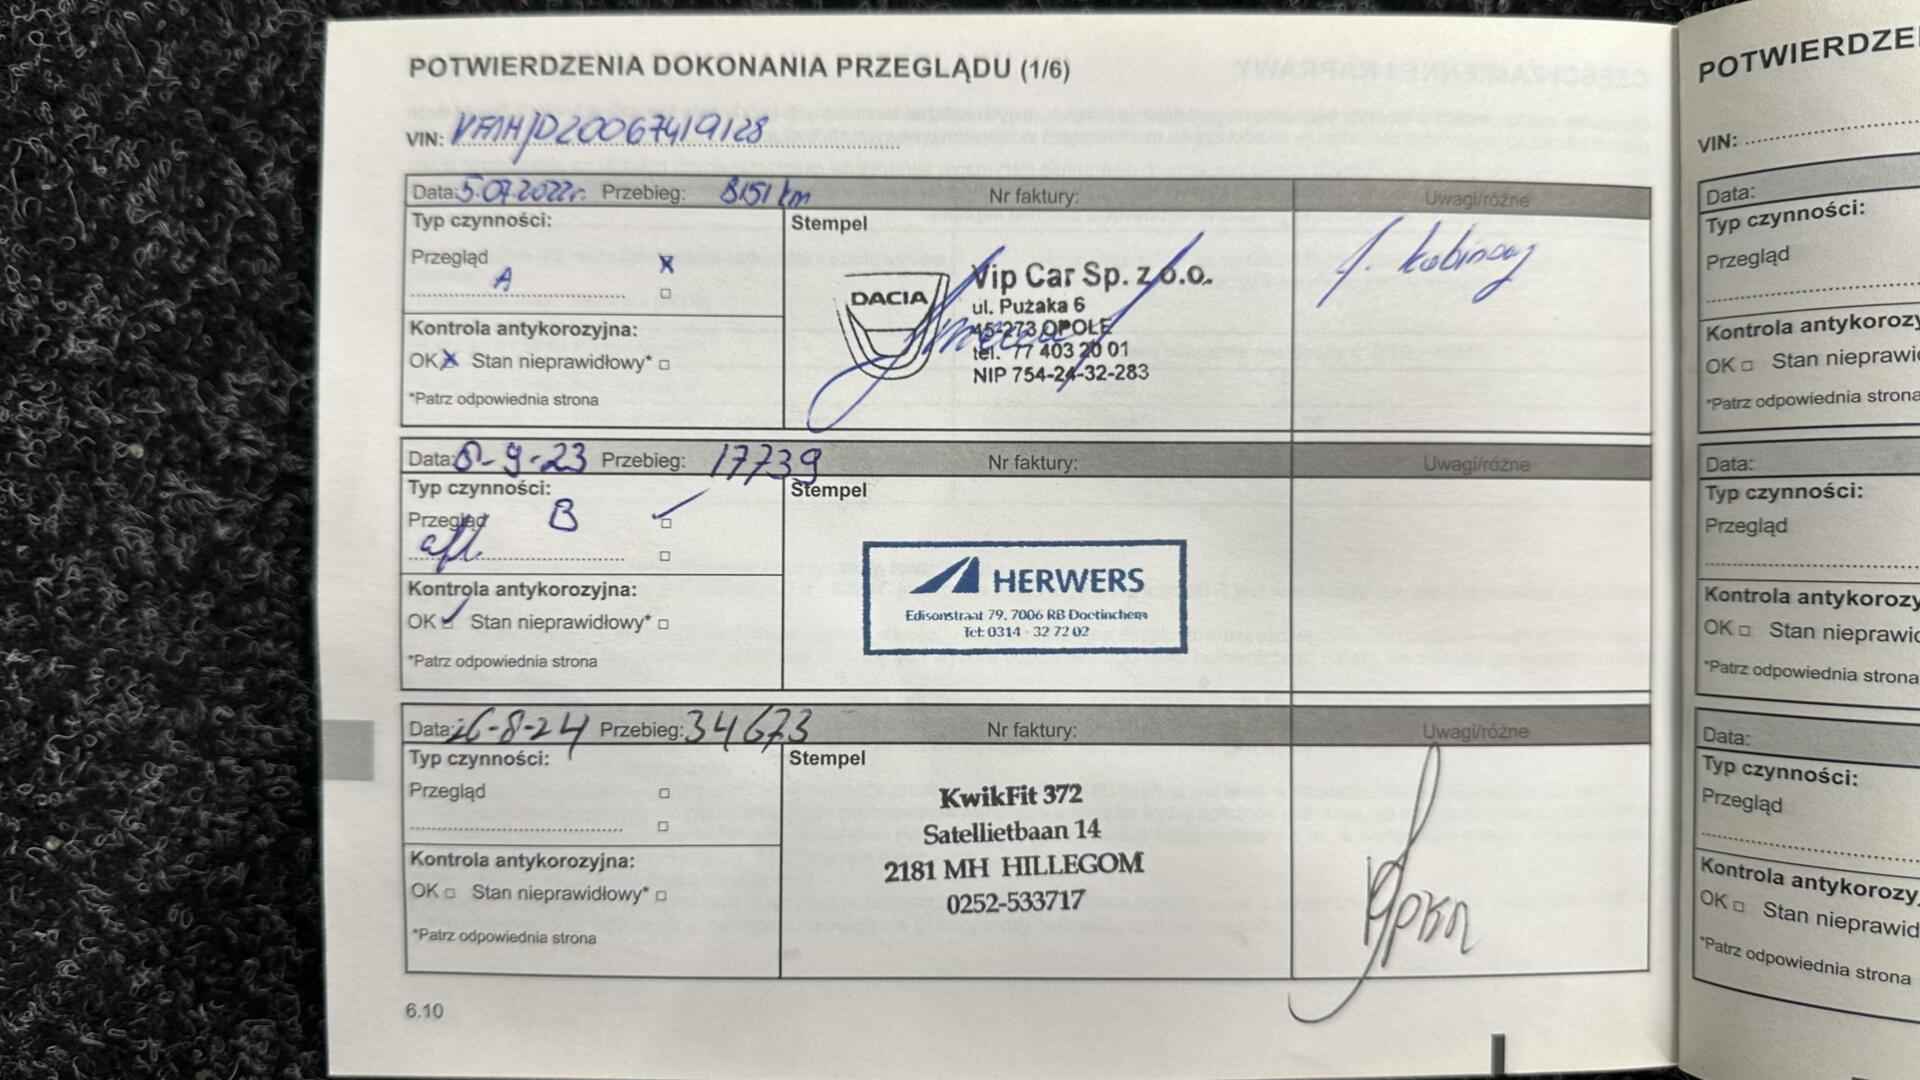 POTWIERDZENIA DOKONANIA PRZEGLĄDU (1/6)
VIN:
Data: 5.07.2022r. Przebieg: 8151 km Nr faktury: Uwagi/różne
Typ czynności:
Przegląd X
A
Kontrola antykorozyjna:
OK X Stan nieprawidłowy*
*Patrz odpowiednia strona
Stempel
DACIA
Vip Car Sp. z o.o.
ul. Pużaka 6
45-273 OPOLE
tel. 77 403 20 01
NIP 754-24-32-283
Data: 8-9-23 Przebieg: 17739 Nr faktury: Uwagi/różne
Typ czynności:
Przegląd B
Kontrola antykorozyjna:
OK Stan nieprawidłowy*
*Patrz odpowiednia strona
Stempel
HERWERS
Edisonstraat 79, 7006 RB Doetinchem
Tel: 0314 - 32 72 02
Data: 26-8-24 Przebieg: 34673 Nr faktury: Uwagi/różne
Typ czynności:
Przegląd
Kontrola antykorozyjna:
OK Stan nieprawidłowy*
*Patrz odpowiednia strona
Stempel
KwikFit 372
Satellietbaan 14
2181 MH HILLEGOM
0252-533717
6.10
POTWIERDZE
VIN:
Data:
Typ czynności:
Przegląd
Kontrola antykorozy
OK Stan nieprawi
*Patrz odpowiednia strona
Data:
Typ czynności:
Przegląd
Kontrola antykorozy
OK Stan nieprawi
*Patrz odpowiednia strona
Data:
Typ czynności:
Przegląd
Kontrola antykorozy
OK Stan nieprawid
*Patrz odpowiednia strona